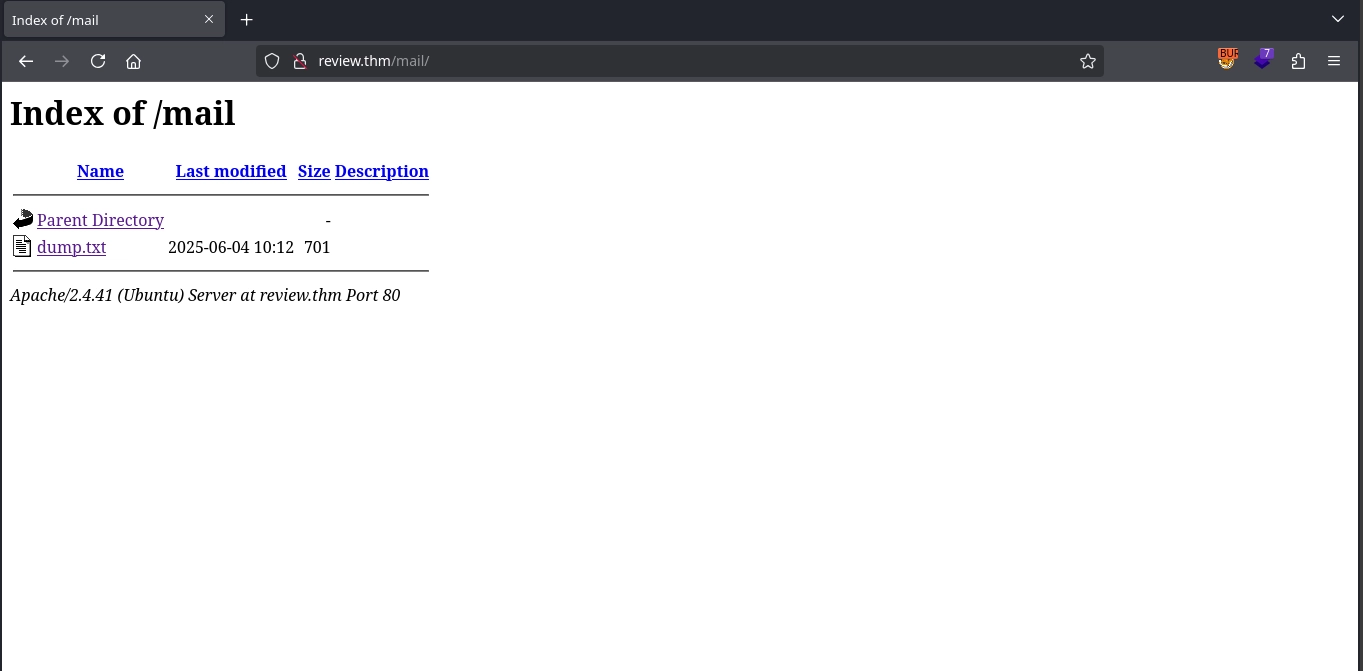 Index of /mail
review.thm/mail/
BUR
7
Index of /mail
Name Last modified Size Description
Parent Directory -
dump.txt 2025-06-04 10:12 701
Apache/2.4.41 (Ubuntu) Server at review.thm Port 80